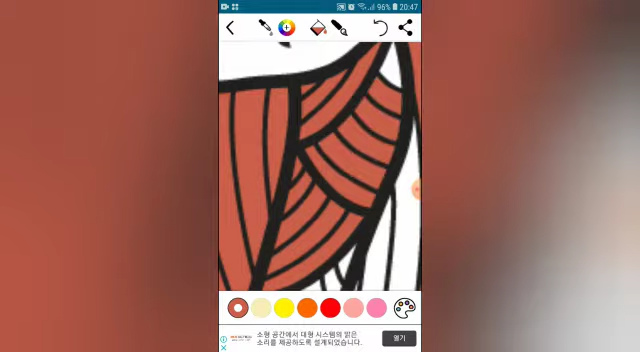 96% 20:47
소형 공간에서 대형 시스템의 맑은
소리를 제공하도록 설계되었습니다.
열기